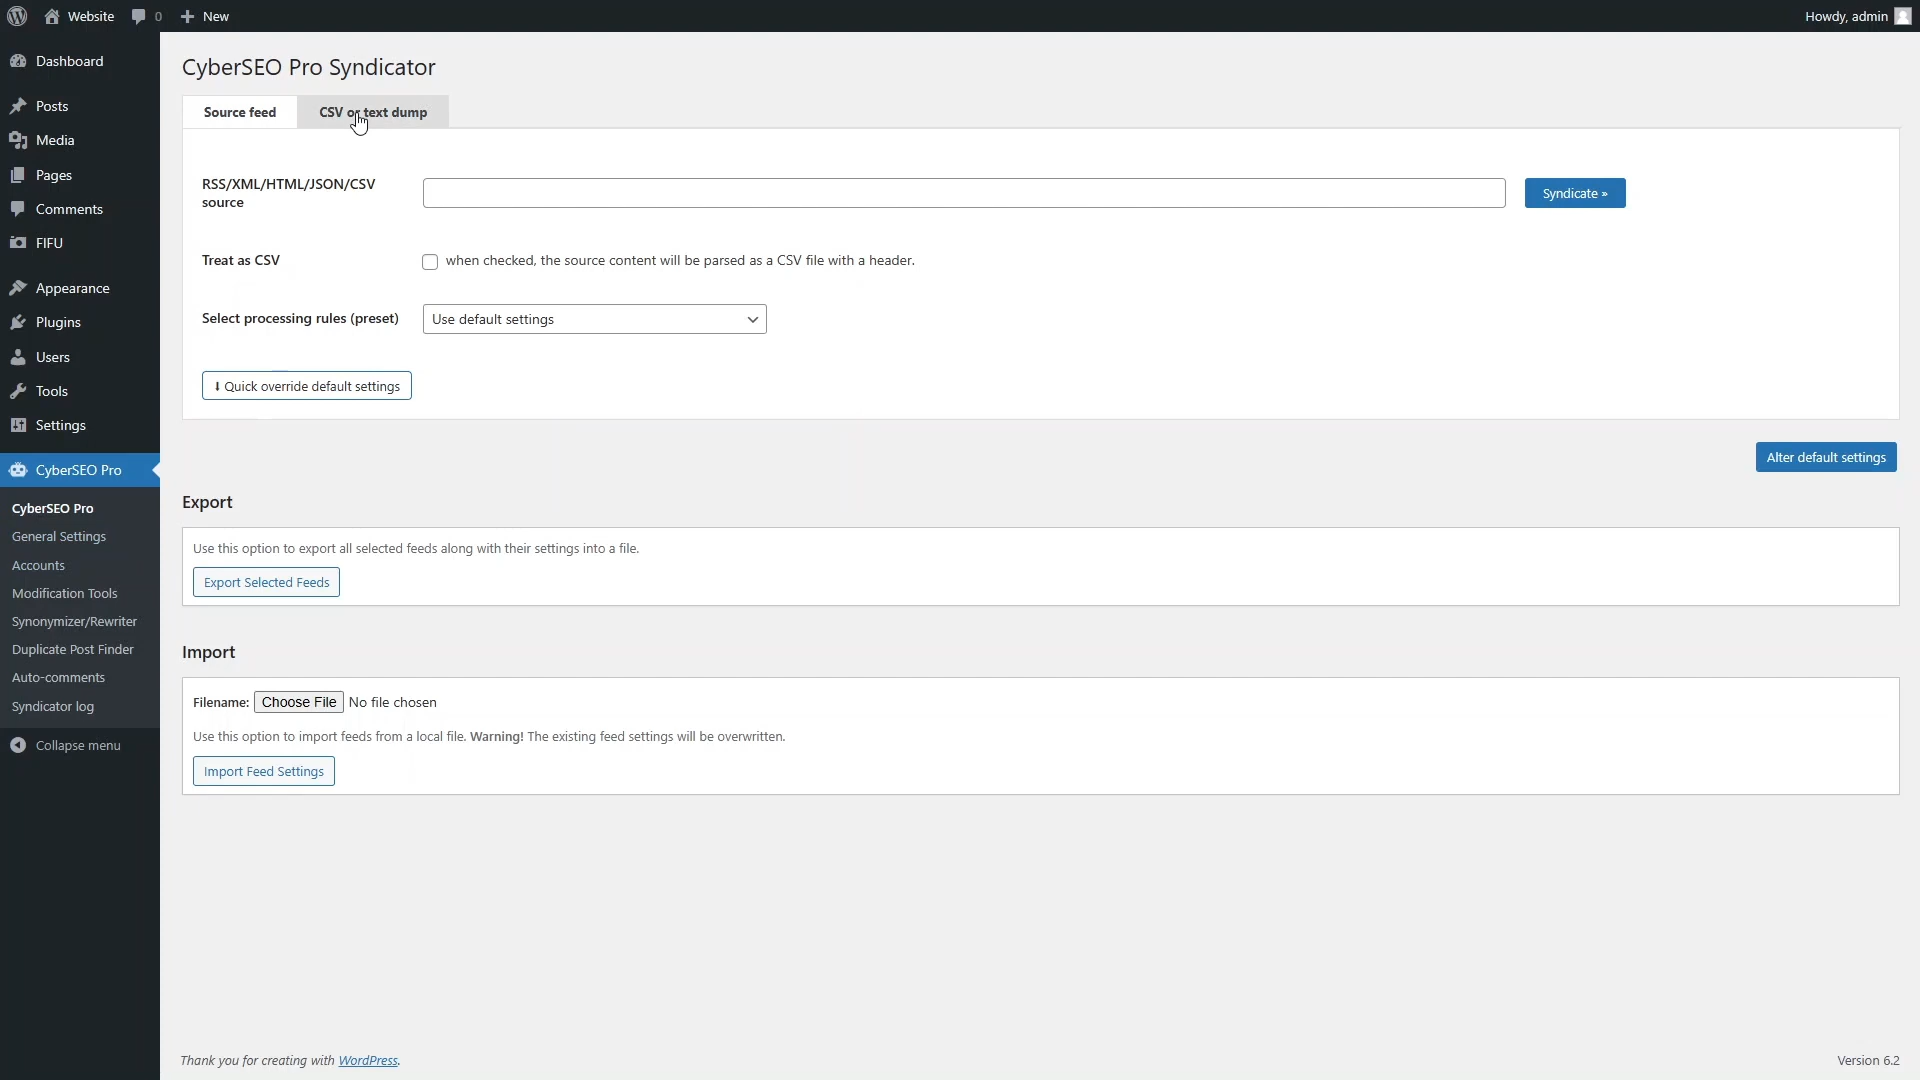 Website
0
New
Howdy, admin
Dashboard
Posts
Media
Pages
Comments
FIFU
Appearance
Plugins
Users
Tools
Settings
CyberSEO Pro
CyberSEO Pro
General Settings
Accounts
Modification Tools
Synonymizer/Rewriter
Duplicate Post Finder
Auto-comments
Syndicator log
Collapse menu
CyberSEO Pro Syndicator
Source feed
CSV or text dump
RSS/XML/HTML/JSON/CSV
source
Syndicate »
Treat as CSV
when checked, the source content will be parsed as a CSV file with a header.
Select processing rules (preset)
Use default settings
⬇ Quick override default settings
Alter default settings
Export
Use this option to export all selected feeds along with their settings into a file.
Export Selected Feeds
Import
Filename: Choose File No file chosen
Use this option to import feeds from a local file. Warning! The existing feed settings will be overwritten.
Import Feed Settings
Thank you for creating with WordPress.
Version 6.2